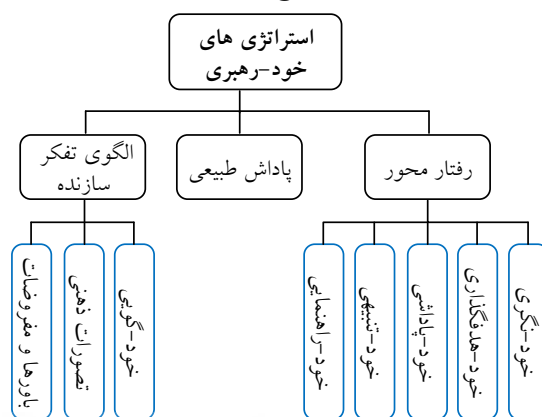 استراتژی های
خود-رهبری
رفتار محور
پاداش طبیعی
الگوی تفکر
سازنده
خود-نگری
خود-هدفگذاری
خود-پاداشی
خود-تنبیهی
خود-راهنمایی
خود-گویی
تصورات ذهنی
باورها و مفروضات